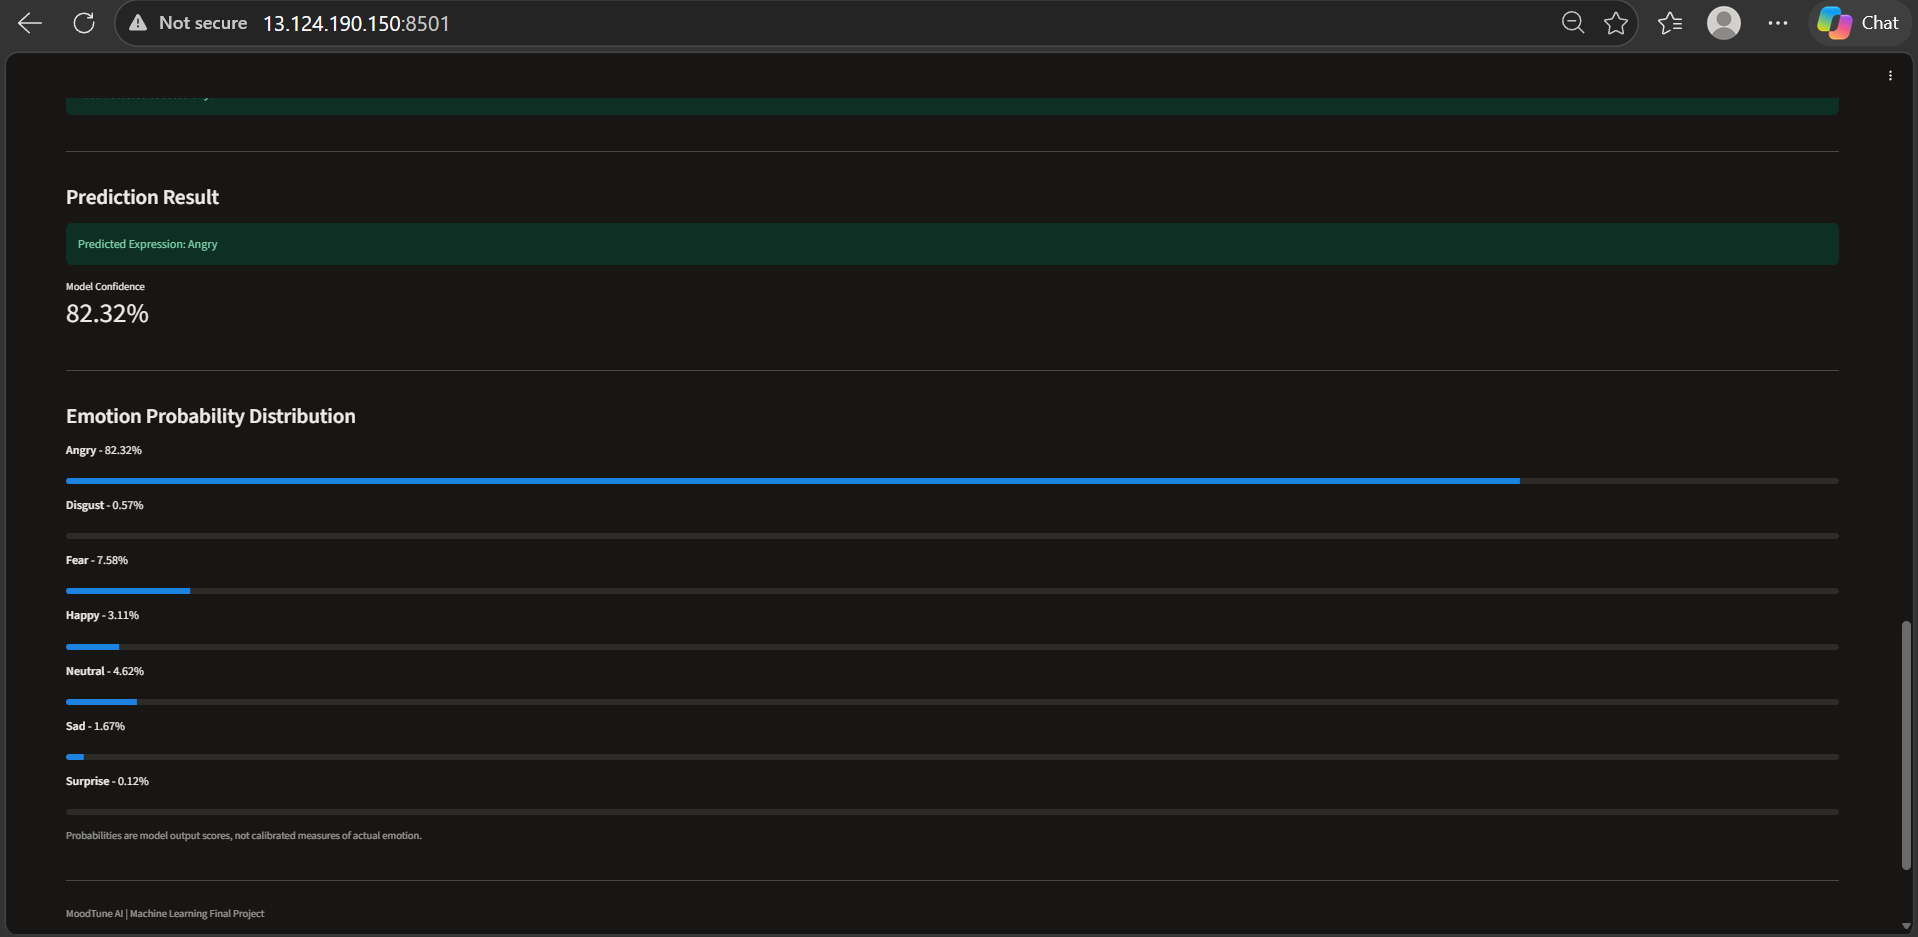 Not secure 13.124.190.150:8501
Chat
Prediction Result
Predicted Expression: Angry
Model Confidence
82.32%
Emotion Probability Distribution
Angry - 82.32%
Disgust - 0.57%
Fear - 7.58%
Happy - 3.11%
Neutral - 4.62%
Sad - 1.67%
Surprise - 0.12%
Probabilities are model output scores, not calibrated measures of actual emotion.
MoodTune AI | Machine Learning Final Project